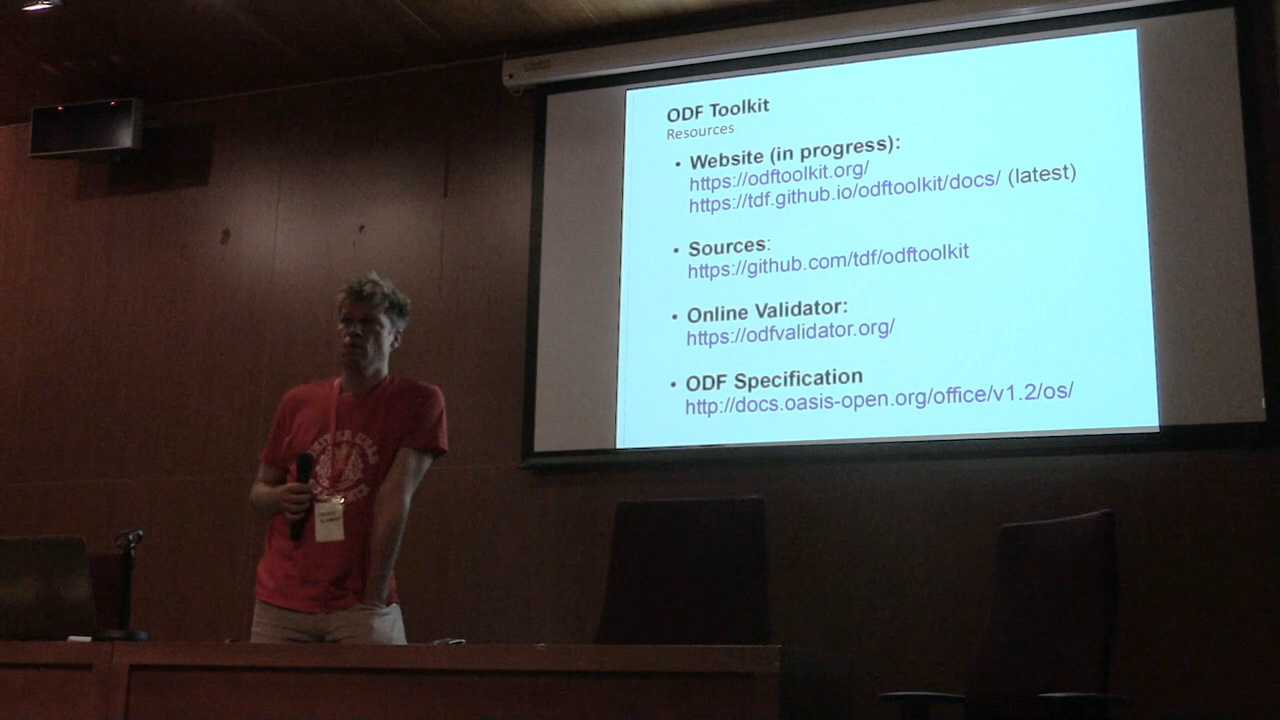 ODF Toolkit
Resources
• Website (in progress):
https://odftoolkit.org/
https://tdf.github.io/odftoolkit/docs/ (latest)
• Sources:
https://github.com/tdf/odftoolkit
• Online Validator:
https://odfvalidator.org/
• ODF Specification
http://docs.oasis-open.org/office/v1.2/os/